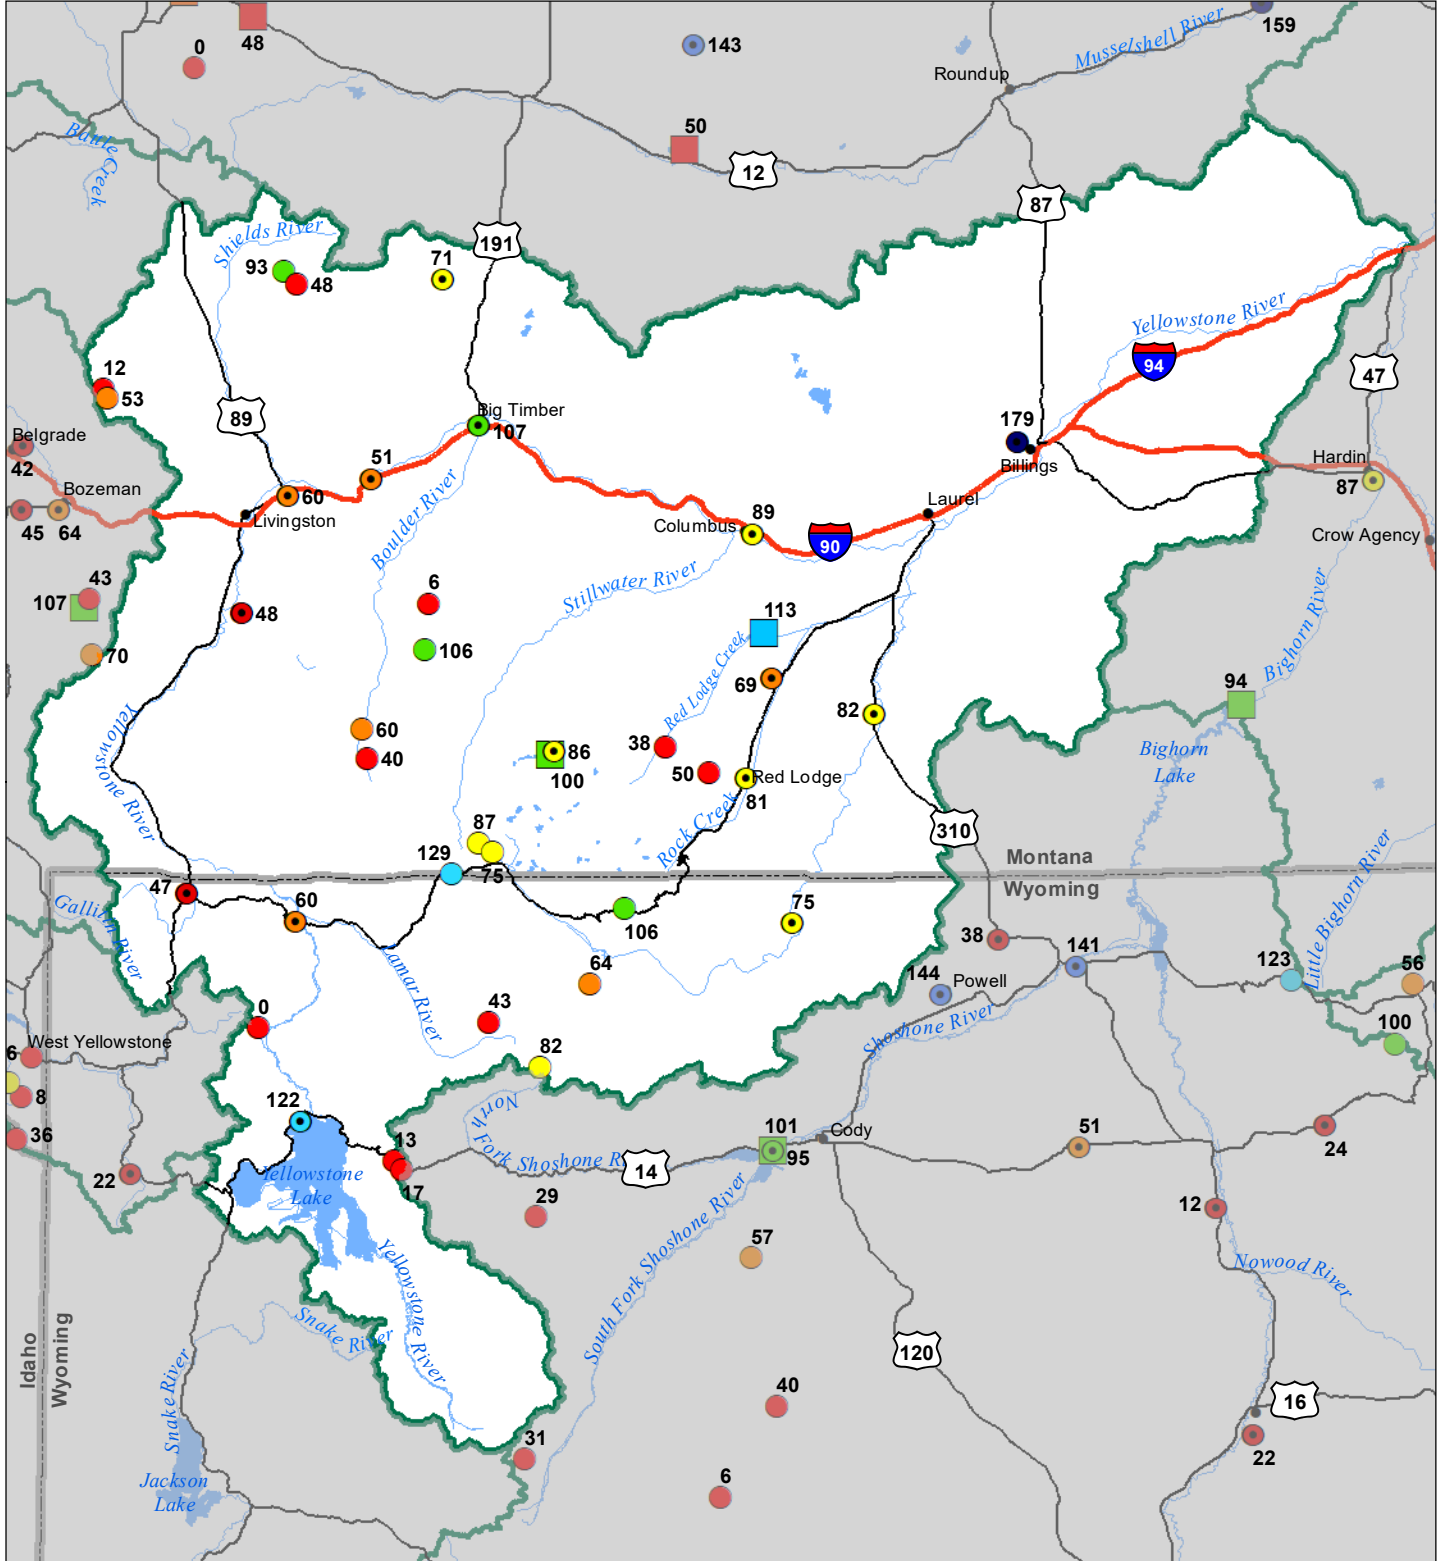 48
0
143
159
Musselshell River
Roundup
50
12
Battle
Creek
87
191
Shields River
93
48
71
Yellowstone River
94
47
12
53
89
Big Timber
107
Belgrade
42
51
179
Billings
Hardin
87
Bozeman
45
64
60
Livingston
Boulder River
Columbus
89
90
Laurel
Crow Agency
Stillwater River
43
107
48
6
113
106
Red Lodge Creek
Bighorn River
70
69
94
82
Yellowstone River
60
40
86
100
38
50
Red Lodge
81
Bighorn
Lake
Rock Creek
310
87
75
129
Montana
Wyoming
Little Bighorn River
47
60
Gallitin River
106
75
38
141
Lamar River
64
144
Powell
123
56
43
0
Shoshone River
100
West Yellowstone
6
8
82
36
122
North
Fork Shoshone R
13
17
14
101
95
Cody
51
24
22
Yellowstone
Lake
29
12
57
South Fork Shoshone River
Yellowstone River
Nowood River
Snake River
Idaho
Wyoming
120
Snake River
40
16
31
22
Jackson
Lake
6